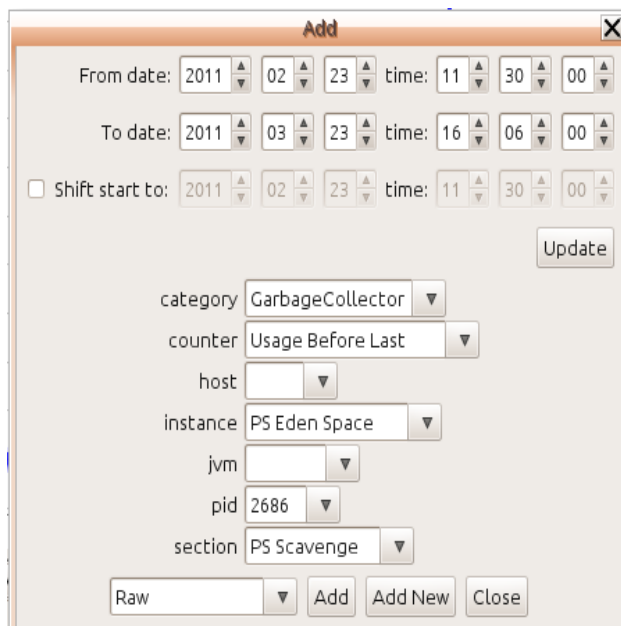 Add
From date: 2011 02 23 time: 11 30 00
To date: 2011 03 23 time: 16 06 00
Shift start to: 2011 02 23 time: 11 30 00
Update
category GarbageCollector
counter Usage Before Last
host
instance PS Eden Space
jvm
pid 2686
section PS Scavenge
Raw Add Add New Close